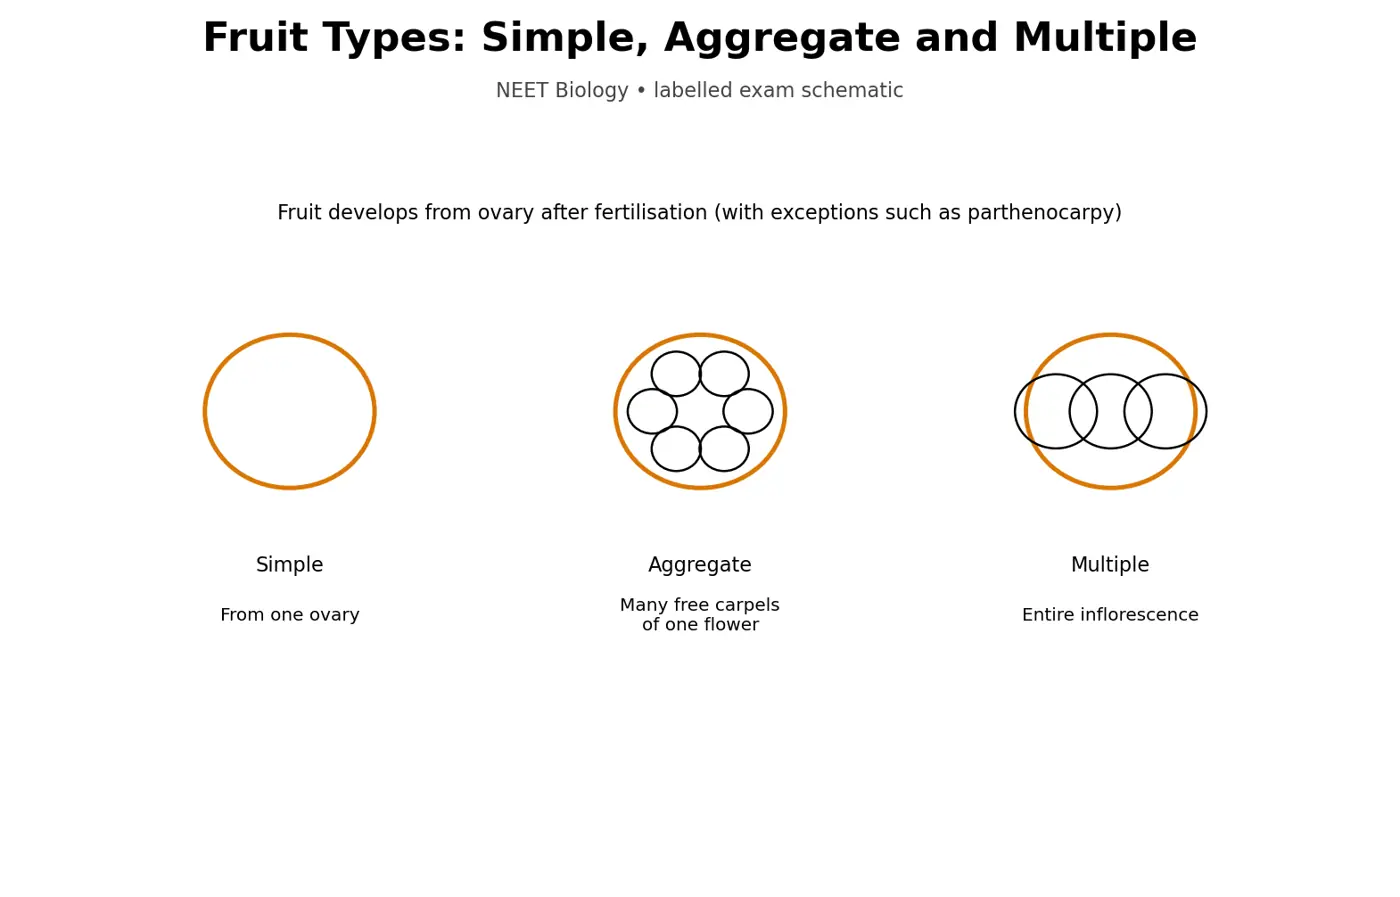 Fruit Types: Simple, Aggregate and Multiple
NEET Biology • labelled exam schematic
Fruit develops from ovary after fertilisation (with exceptions such as parthenocarpy)
Simple
From one ovary
Aggregate
Many free carpels
of one flower
Multiple
Entire inflorescence